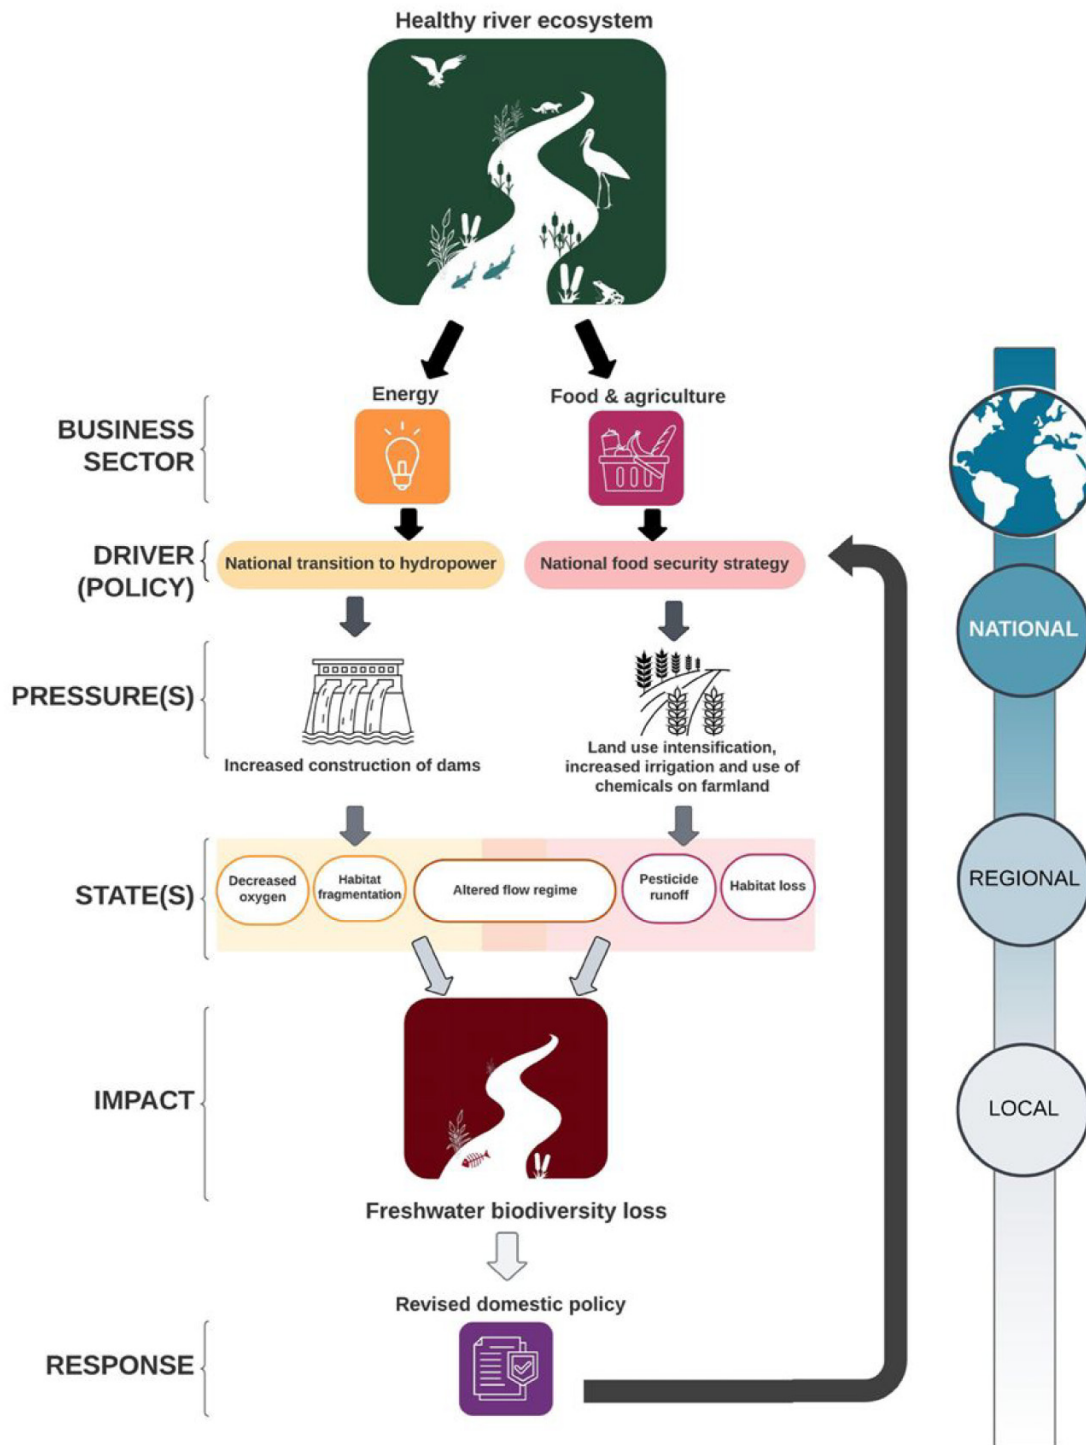 Healthy river ecosystem
BUSINESS
SECTOR
Energy
Food & agriculture
DRIVER
(POLICY)
National transition to hydropower
National food security strategy
NATIONAL
PRESSURE(S)
Increased construction of dams
Land use intensification,
increased irrigation and use of
chemicals on farmland
STATE(S)
Decreased
oxygen
Habitat
fragmentation
Altered flow regime
Pesticide
runoff
Habitat loss
REGIONAL
IMPACT
Freshwater biodiversity loss
LOCAL
Revised domestic policy
RESPONSE